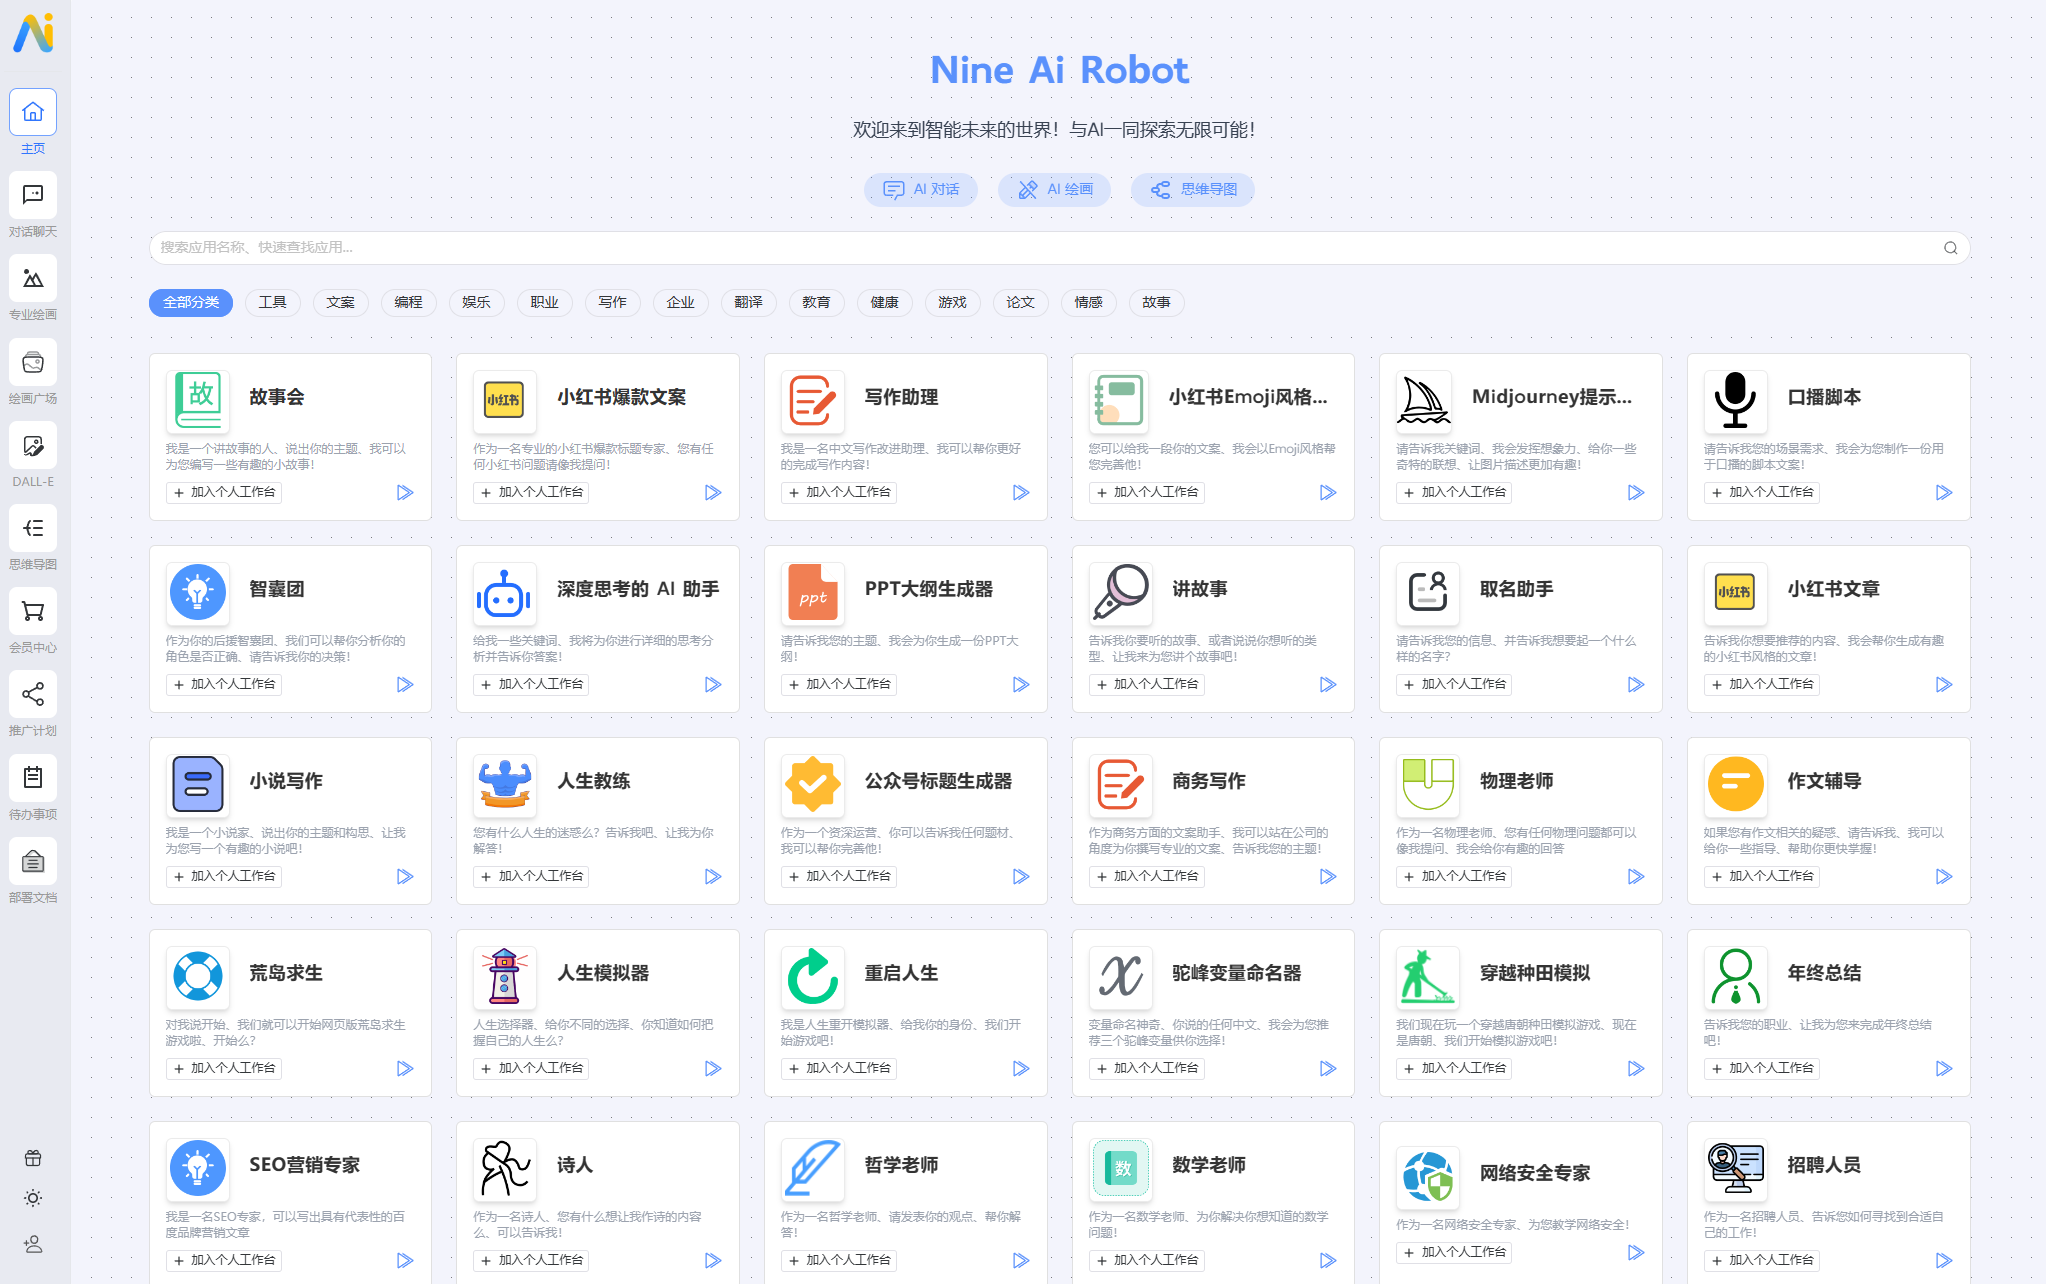 Ai
主页
对话聊天
专业绘画
绘画广场
DALL-E
思维导图
会员中心
推广计划
待办事项
部署文档
Nine Ai Robot
欢迎来到智能未来的世界！与AI一同探索无限可能！
AI 对话
AI 绘画
思维导图
搜索应用名称、快速查找应用...
全部分类 工具 文案 编程 娱乐 职业 写作 企业 翻译 教育 健康 游戏 论文 情感 故事
故
故事会
我是一个讲故事的人、说出你的主题、我可以
为您编写一些有趣的小故事！
+ 加入个人工作台
小红书
小红书爆款文案
作为一名专业的小红书爆款标题专家、您有任
何小红书问题请像我提问！
+ 加入个人工作台
写作助理
我是一名中文写作改进助理、我可以帮你更好
的完成写作内容！
+ 加入个人工作台
小红书Emoji风格...
您可以给我一段你的文案、我会以Emoji风格帮
您完善他！
+ 加入个人工作台
Midjourney提示...
请告诉我关键词、我会发挥想象力、给你一些
奇特的联想、让图片描述更加有趣！
+ 加入个人工作台
口播脚本
请告诉我您的场景需求、我会为您制作一份用
于口播的脚本文案！
+ 加入个人工作台
智囊团
作为你的后援智囊团、我们可以帮你分析你的
角色是否正确、请告诉我你的决策！
+ 加入个人工作台
深度思考的 AI 助手
给我一些关键词、我将为你进行详细的思考分
析并告诉你答案！
+ 加入个人工作台
ppt
PPT大纲生成器
请告诉我您的主题、我会为你生成一份PPT大
纲！
+ 加入个人工作台
讲故事
告诉我你要听的故事、或者说说你想听的类
型、让我来为您讲个故事吧！
+ 加入个人工作台
取名助手
请告诉我您的信息、并告诉我想要起一个什么
样的名字？
+ 加入个人工作台
小红书
小红书文章
告诉我你想要推荐的内容、我会帮你生成有趣
的小红书风格的文章！
+ 加入个人工作台
小说写作
我是一个小说家、说出你的主题和构思、让我
为您写一个有趣的小说吧！
+ 加入个人工作台
人生教练
您有什么人生的迷惑么？告诉我吧、让我为你
解答！
+ 加入个人工作台
公众号标题生成器
作为一个资深运营、你可以告诉我任何题材、
我可以帮你完善他！
+ 加入个人工作台
商务写作
作为商务方面的文案助手、我可以站在公司的
角度为你撰写专业的文案、告诉我您的主题！
+ 加入个人工作台
物理老师
作为一名物理老师、您有任何物理问题都可以
像我提问、我会给你有趣的回答
+ 加入个人工作台
作文辅导
如果您有作文相关的疑惑、请告诉我、我可以
给你一些指导、帮助你更快掌握！
+ 加入个人工作台
荒岛求生
对我说开始、我们就可以开始网页版荒岛求生
游戏啦、开始么？
+ 加入个人工作台
人生模拟器
人生选择器、给你不同的选择、你知道如何把
握自己的人生么？
+ 加入个人工作台
重启人生
我是人生重开模拟器、给我你的身份、我们开
始游戏吧！
+ 加入个人工作台
x
驼峰变量命名器
变量命名神奇、你说的任何中文、我会为您推
荐三个驼峰变量供你选择！
+ 加入个人工作台
穿越种田模拟
我们现在玩一个穿越唐朝种田模拟游戏、现在
是唐朝、我们开始模拟游戏吧！
+ 加入个人工作台
年终总结
告诉我您的职业、让我为您来完成年终总结
吧！
+ 加入个人工作台
SEO营销专家
我是一名SEO专家，可以写出具有代表性的百
度品牌营销文章
+ 加入个人工作台
诗人
作为一名诗人、您有什么想让我作诗的内容
么、可以告诉我！
+ 加入个人工作台
哲学老师
作为一名哲学老师、请发表你的观点、帮你解
答！
+ 加入个人工作台
数
数学老师
作为一名数学老师、为你解决你想知道的数学
问题！
+ 加入个人工作台
网络安全专家
作为一名网络安全专家、为您教学网络安全！
+ 加入个人工作台
招聘人员
作为一名招聘人员、告诉您如何寻找到合适自
己的工作！
+ 加入个人工作台